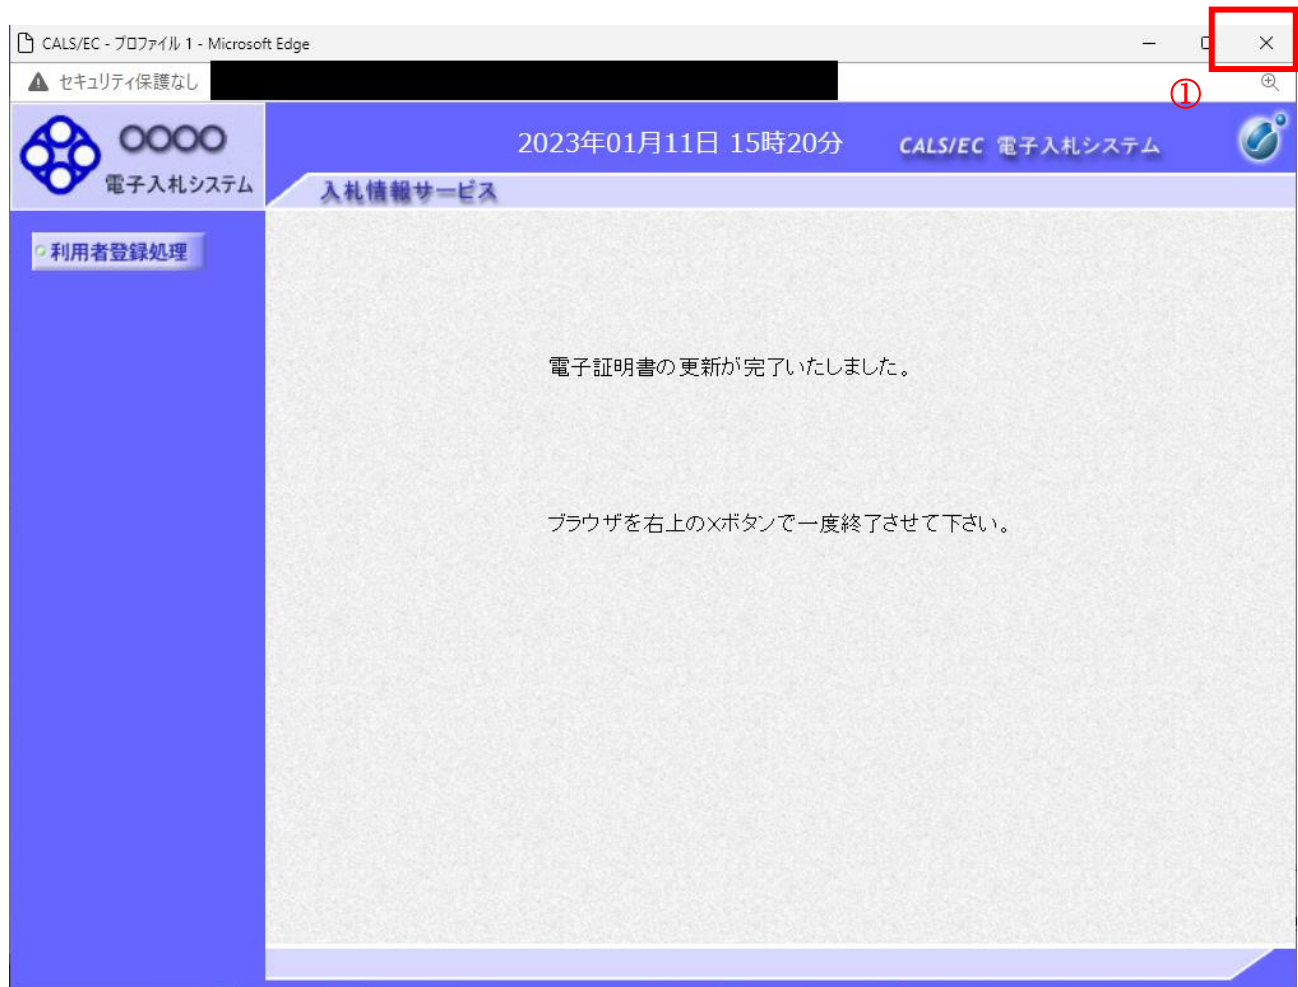 CALS/EC - プロファイル 1 - Microsoft Edge
セキュリティ保護なし
①
〇〇〇〇
電子入札システム
2023年01月11日 15時20分
CALS/EC 電子入札システム
入札情報サービス
利用者登録処理
電子証明書の更新が完了いたしました。
ブラウザを右上の×ボタンで一度終了させて下さい。